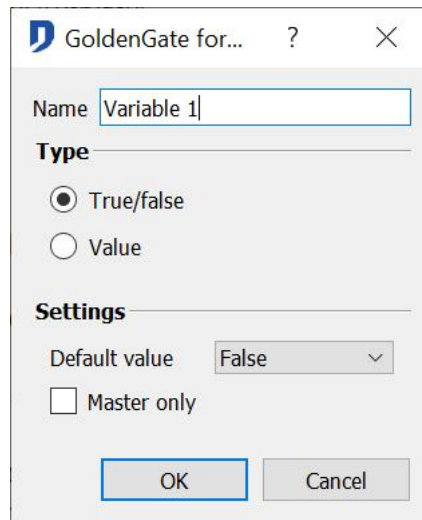 GoldenGate for... ?
Name Variable 1
Type
True/false
Value
Settings
Default value False
Master only
OK Cancel